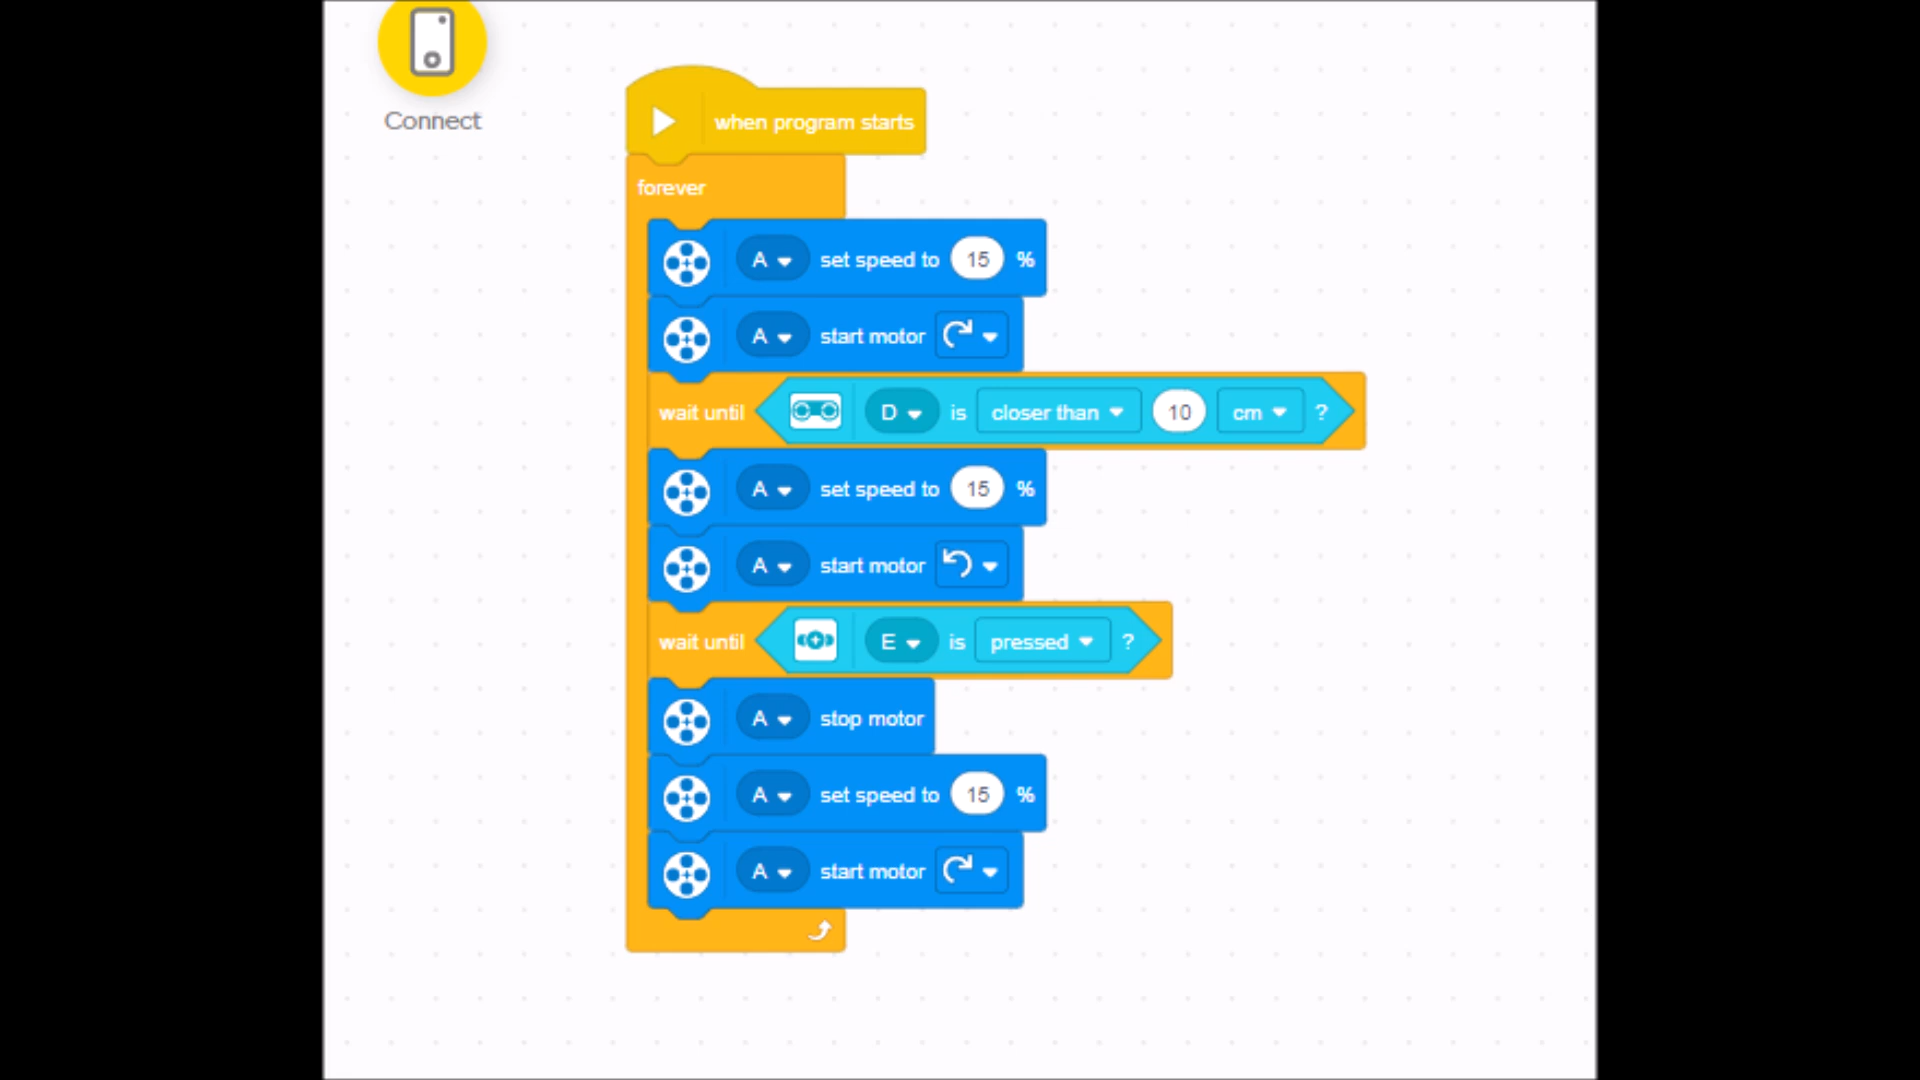 Connect
when program starts
forever
A set speed to 15 %
A start motor
wait until D is closer than 10 cm ?
A set speed to 15 %
A start motor
wait until E is pressed ?
A stop motor
A set speed to 15 %
A start motor